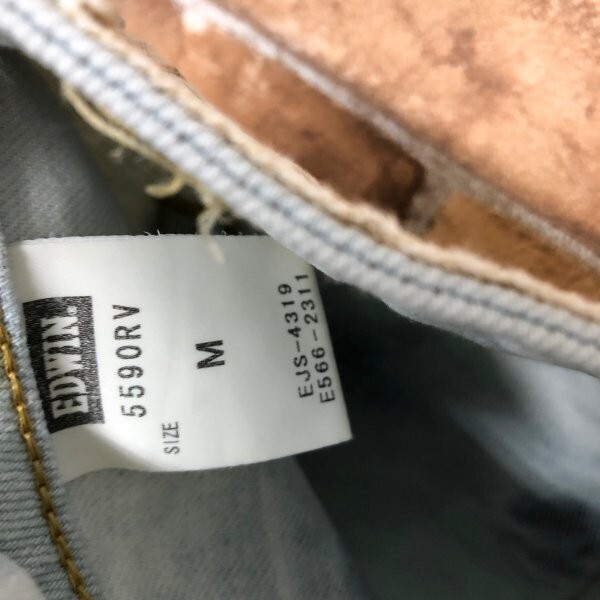 EDWIN.
5590RV
SIZE M
EJS-4319
E566-2311